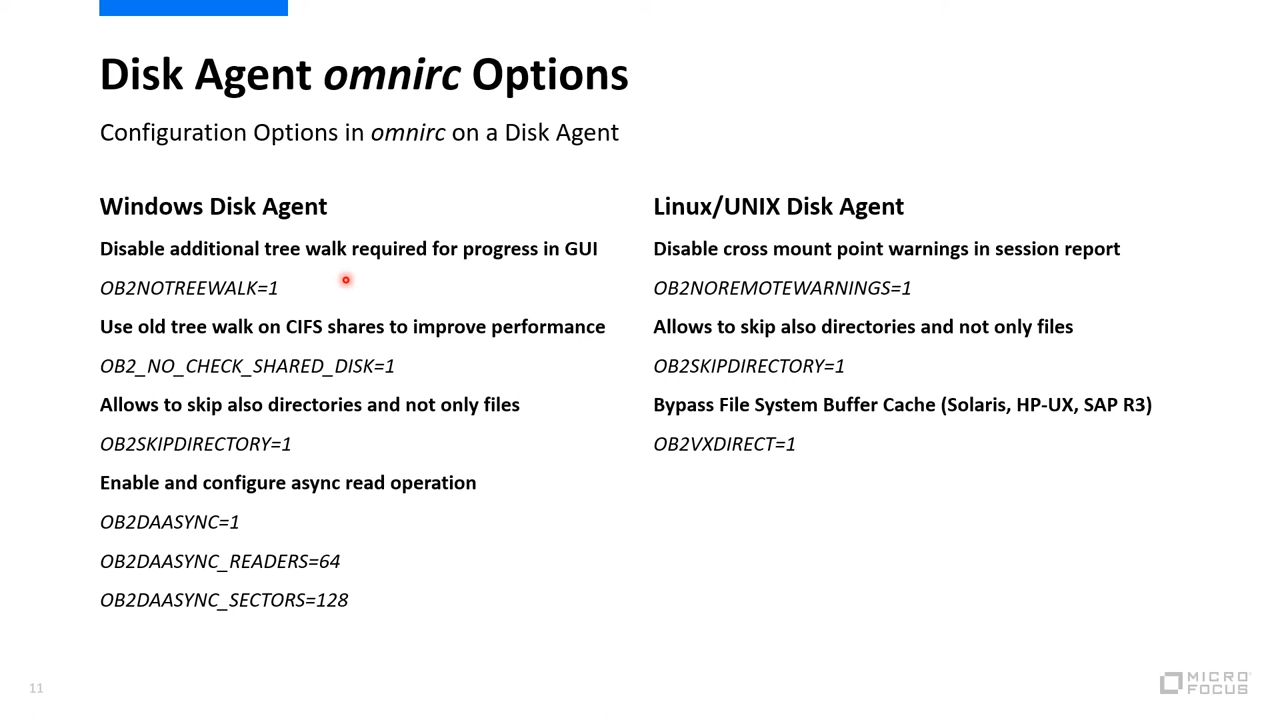 Disk Agent omnirc Options
Configuration Options in omnirc on a Disk Agent
Windows Disk Agent
Disable additional tree walk required for progress in GUI
OB2NOTREEWALK=1
Use old tree walk on CIFS shares to improve performance
OB2_NO_CHECK_SHARED_DISK=1
Allows to skip also directories and not only files
OB2SKIPDIRECTORY=1
Enable and configure async read operation
OB2DAASYNC=1
OB2DAASYNC_READERS=64
OB2DAASYNC_SECTORS=128
Linux/UNIX Disk Agent
Disable cross mount point warnings in session report
OB2NOREMOTEWARNINGS=1
Allows to skip also directories and not only files
OB2SKIPDIRECTORY=1
Bypass File System Buffer Cache (Solaris, HP-UX, SAP R3)
OB2VXDIRECT=1
11
MICRO
FOCUS